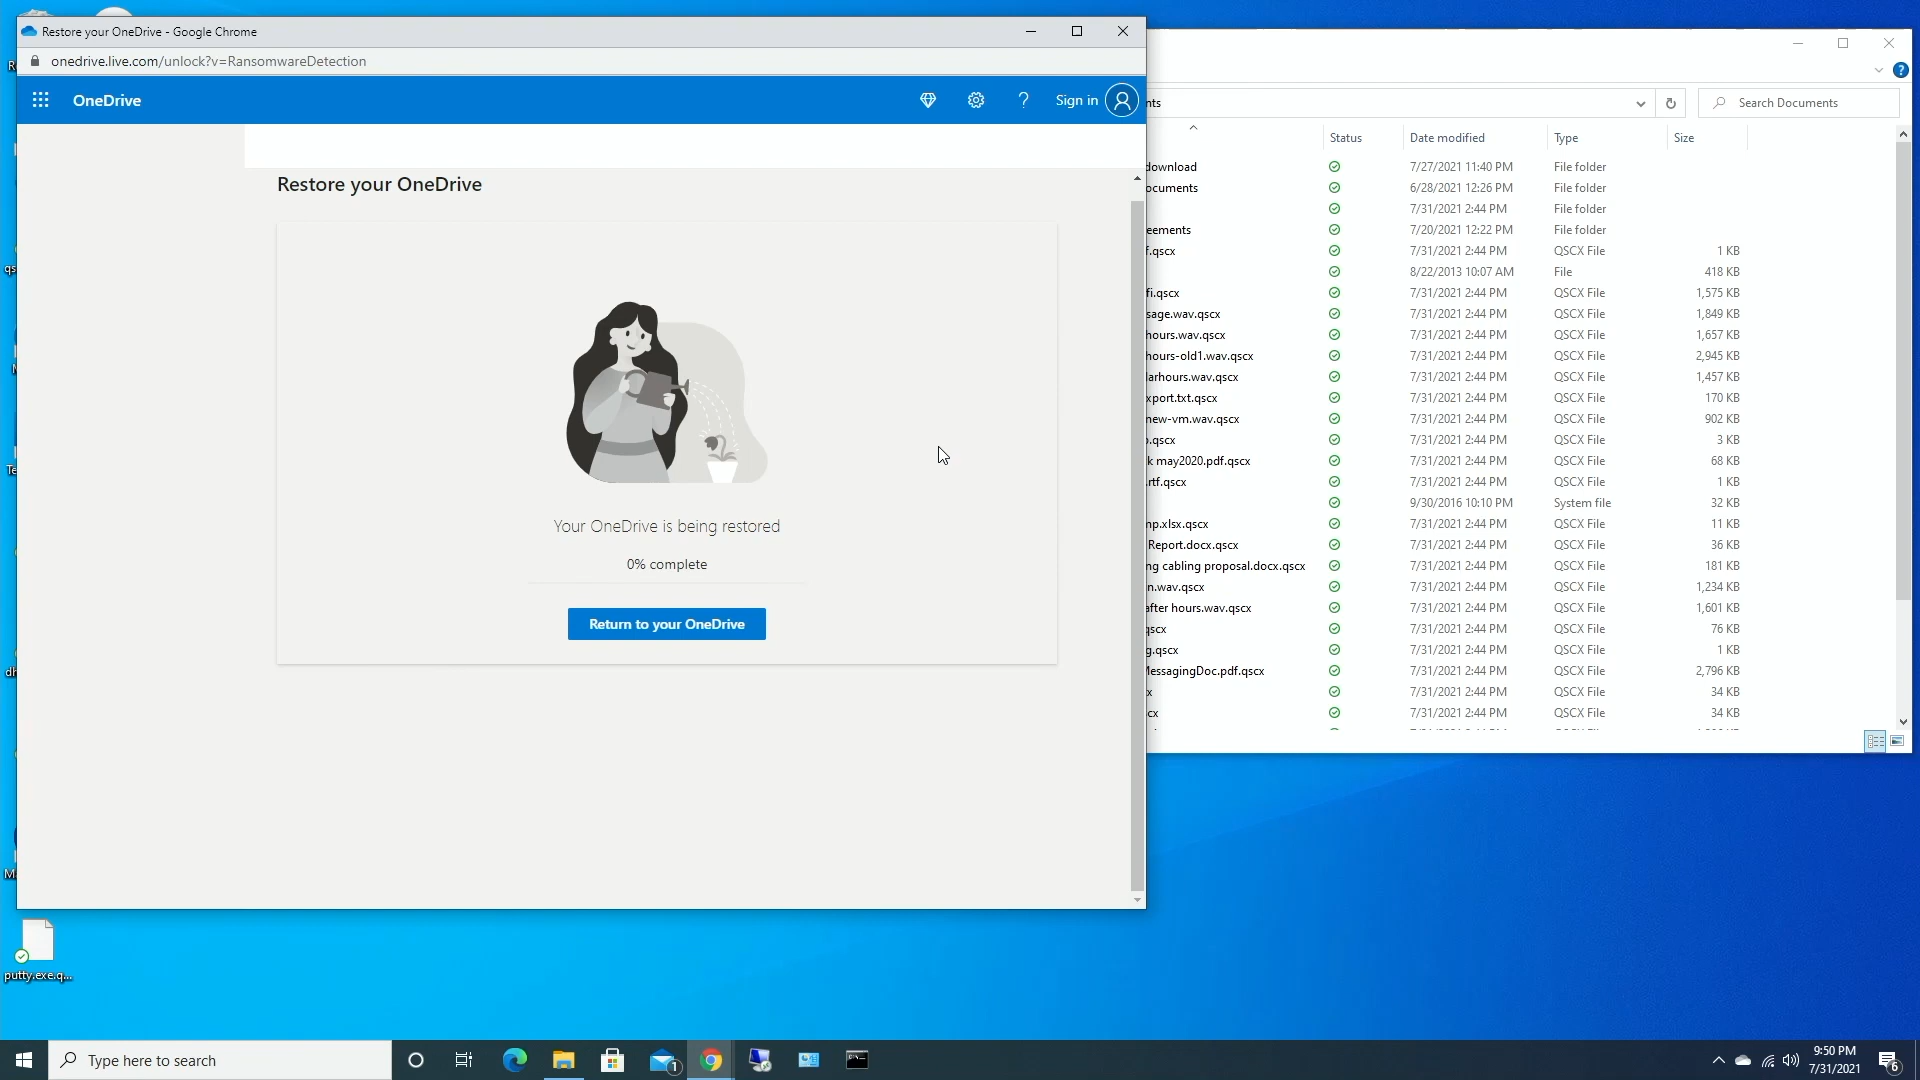 Restore your OneDrive - Google Chrome
onedrive.live.com/unlock?v=RansomwareDetection
OneDrive
?
Sign in
Restore your OneDrive
Your OneDrive is being restored
0% complete
Return to your OneDrive
?
nts
Search Documents
Status Date modified Type Size
download 7/27/2021 11:40 PM File folder
ocuments 6/28/2021 12:26 PM File folder
7/31/2021 2:44 PM File folder
eements 7/20/2021 12:22 PM File folder
f.qscx 7/31/2021 2:44 PM QSCX File 1 KB
8/22/2013 10:07 AM File 418 KB
fi.qscx 7/31/2021 2:44 PM QSCX File 1,575 KB
sage.wav.qscx 7/31/2021 2:44 PM QSCX File 1,849 KB
hours.wav.qscx 7/31/2021 2:44 PM QSCX File 1,657 KB
hours-old1.wav.qscx 7/31/2021 2:44 PM QSCX File 2,945 KB
larhours.wav.qscx 7/31/2021 2:44 PM QSCX File 1,457 KB
xport.txt.qscx 7/31/2021 2:44 PM QSCX File 170 KB
new-vm.wav.qscx 7/31/2021 2:44 PM QSCX File 902 KB
.qscx 7/31/2021 2:44 PM QSCX File 3 KB
k may2020.pdf.qscx 7/31/2021 2:44 PM QSCX File 68 KB
.rtf.qscx 7/31/2021 2:44 PM QSCX File 1 KB
9/30/2016 10:10 PM System file 32 KB
mp.xlsx.qscx 7/31/2021 2:44 PM QSCX File 11 KB
Report.docx.qscx 7/31/2021 2:44 PM QSCX File 36 KB
ng cabling proposal.docx.qscx 7/31/2021 2:44 PM QSCX File 181 KB
n.wav.qscx 7/31/2021 2:44 PM QSCX File 1,234 KB
after hours.wav.qscx 7/31/2021 2:44 PM QSCX File 1,601 KB
qscx 7/31/2021 2:44 PM QSCX File 76 KB
g.qscx 7/31/2021 2:44 PM QSCX File 1 KB
MessagingDoc.pdf.qscx 7/31/2021 2:44 PM QSCX File 2,796 KB
x 7/31/2021 2:44 PM QSCX File 34 KB
cx 7/31/2021 2:44 PM QSCX File 34 KB
qs
Te
dh
putty.exe.q...
Type here to search
1
9:50 PM
7/31/2021
6